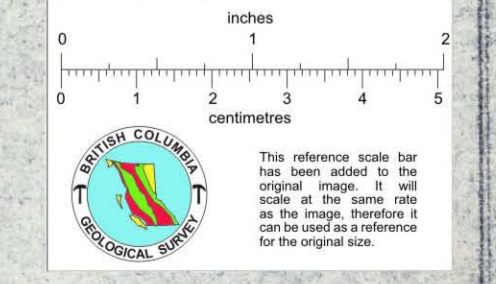 inches
0 1 2
0 1 2 3 4 5
centimetres
BRITISH COLUMBIA
GEOLOGICAL SURVEY
This reference scale bar
has been added to the
original image. It will
scale at the same rate
as the image, therefore it
can be used as a reference
for the original size.